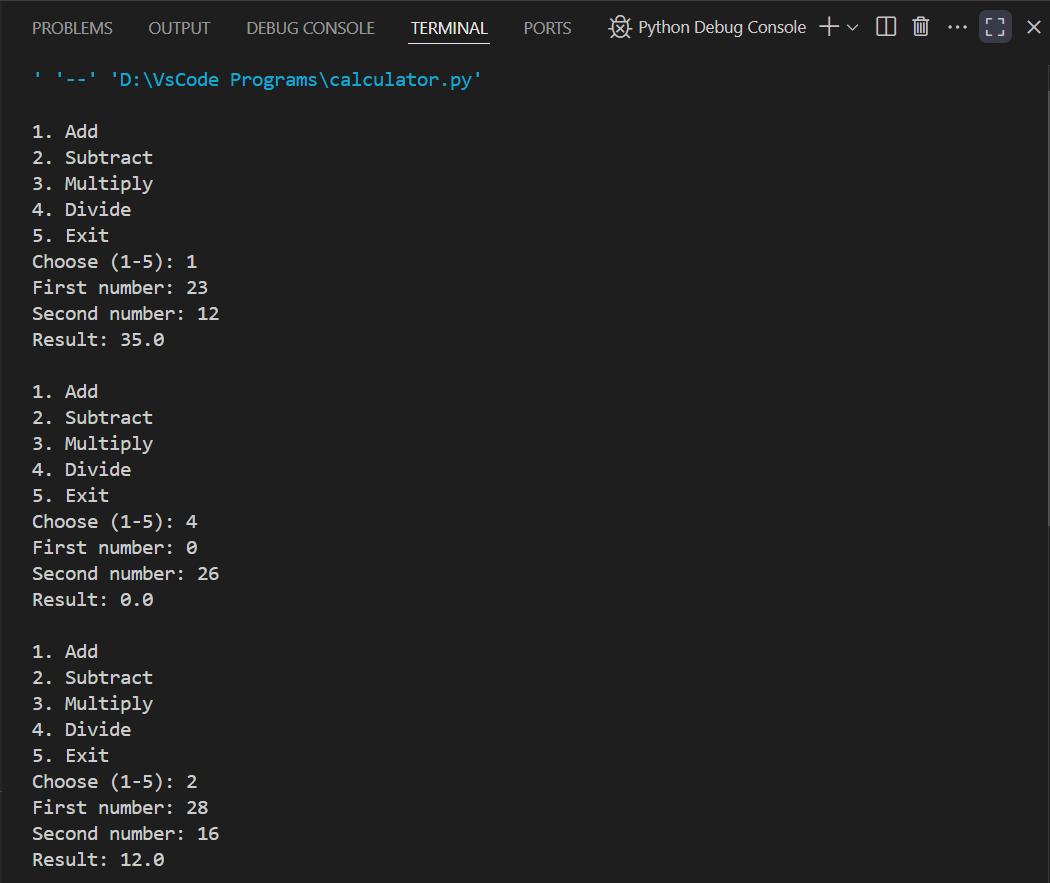 PROBLEMS OUTPUT DEBUG CONSOLE TERMINAL PORTS Python Debug Console
' '--' 'D:\VsCode Programs\calculator.py'
1. Add
2. Subtract
3. Multiply
4. Divide
5. Exit
Choose (1-5): 1
First number: 23
Second number: 12
Result: 35.0
1. Add
2. Subtract
3. Multiply
4. Divide
5. Exit
Choose (1-5): 4
First number: 0
Second number: 26
Result: 0.0
1. Add
2. Subtract
3. Multiply
4. Divide
5. Exit
Choose (1-5): 2
First number: 28
Second number: 16
Result: 12.0